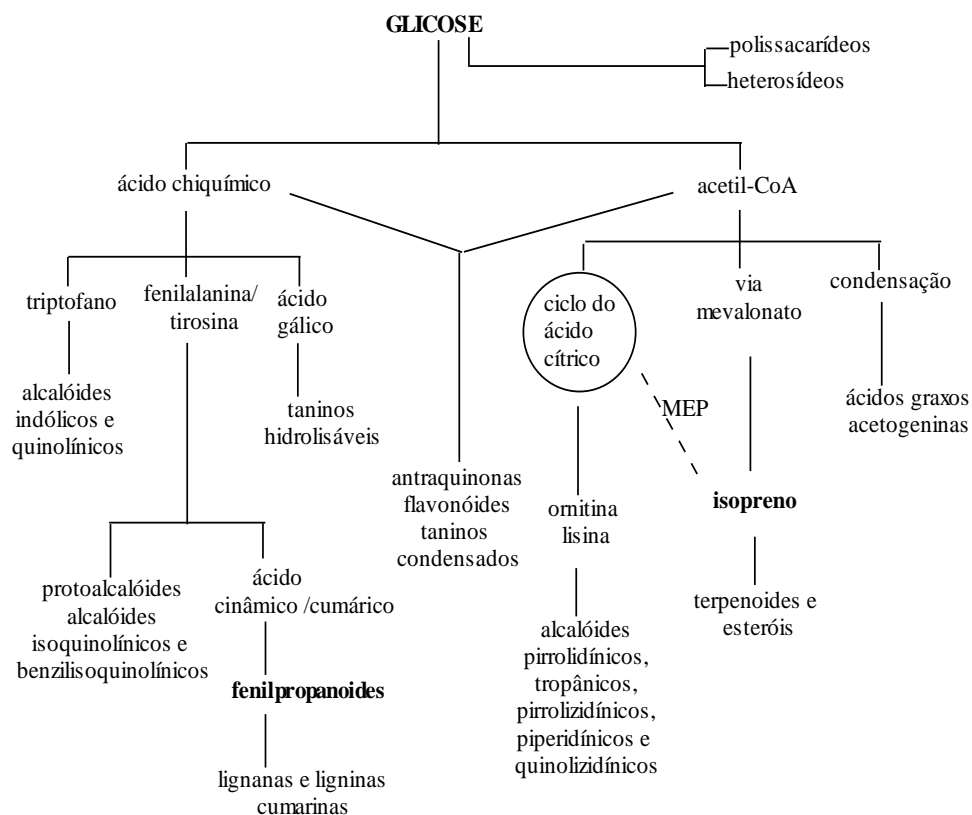 GLICOSE
polissacarídeos
heterosídeos
ácido chiquímico
acetil-CoA
triptofano
fenilalanina/
tirosina
ácido
gálico
ciclo do
ácido
cítrico
via
mevalonato
condensação
alcalóides
indólicos e
quinolínicos
taninos
hidrolisáveis
MEP
ácidos graxos
acetogeninas
antraquinonas
flavonóides
taninos
condensados
ornitina
lisina
isopreno
protoalcalóides
alcalóides
isoquinolínicos e
benzilisoquinolínicos
ácido
cinâmico /cumárico
terpenoides e
esteróis
fenilpropanoides
alcalóides
pirrolidínicos,
tropânicos,
pirrolizidínicos,
piperidínicos e
quinolizidínicos
lignanas e ligninas
cumarinas